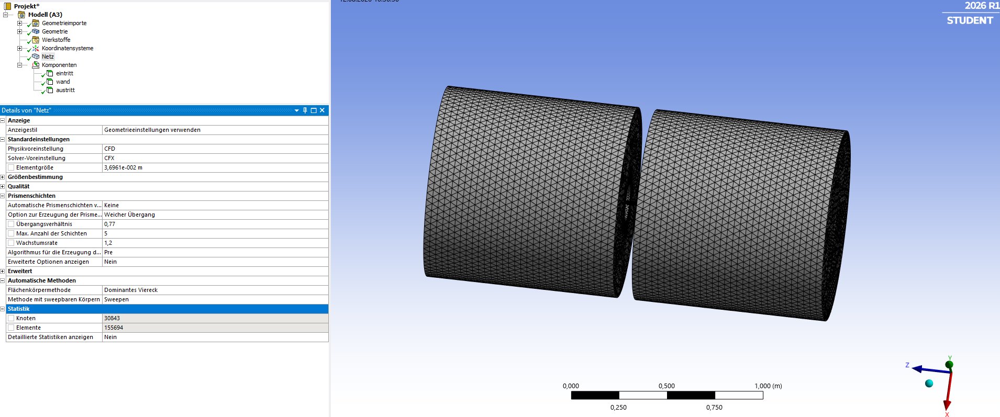 Projekt*
Modell (A3)
Geometrieimporte
Geometrie
Werkstoffe
Koordinatensysteme
Netz
Komponenten
eintritt
wand
austritt
Details von "Netz"
Anzeige
Anzeigestil Geometrieeinstellungen verwenden
Standardeinstellungen
Physikvoreinstellung CFD
Solver-Voreinstellung CFX
Elementgröße 3,6961e-002 m
Größenbestimmung
Qualität
Prismenschichten
Automatische Prismenschichten v... Keine
Option zur Erzeugung der Prisme... Weicher Übergang
Übergangsverhältnis 0,77
Max. Anzahl der Schichten 5
Wachstumsrate 1,2
Algorithmus für die Erzeugung d... Pre
Erweiterte Optionen anzeigen Nein
Erweitert
Automatische Methoden
Flächenkörpermethode Dominantes Viereck
Methode mit sweepbaren Körpern Sweepen
Statistik
Knoten 30843
Elemente 155694
Detaillierte Statistiken anzeigen Nein
2026 R1
STUDENT
0,000 0,500 1,000 (m)
0,250 0,750
Y
Z
X